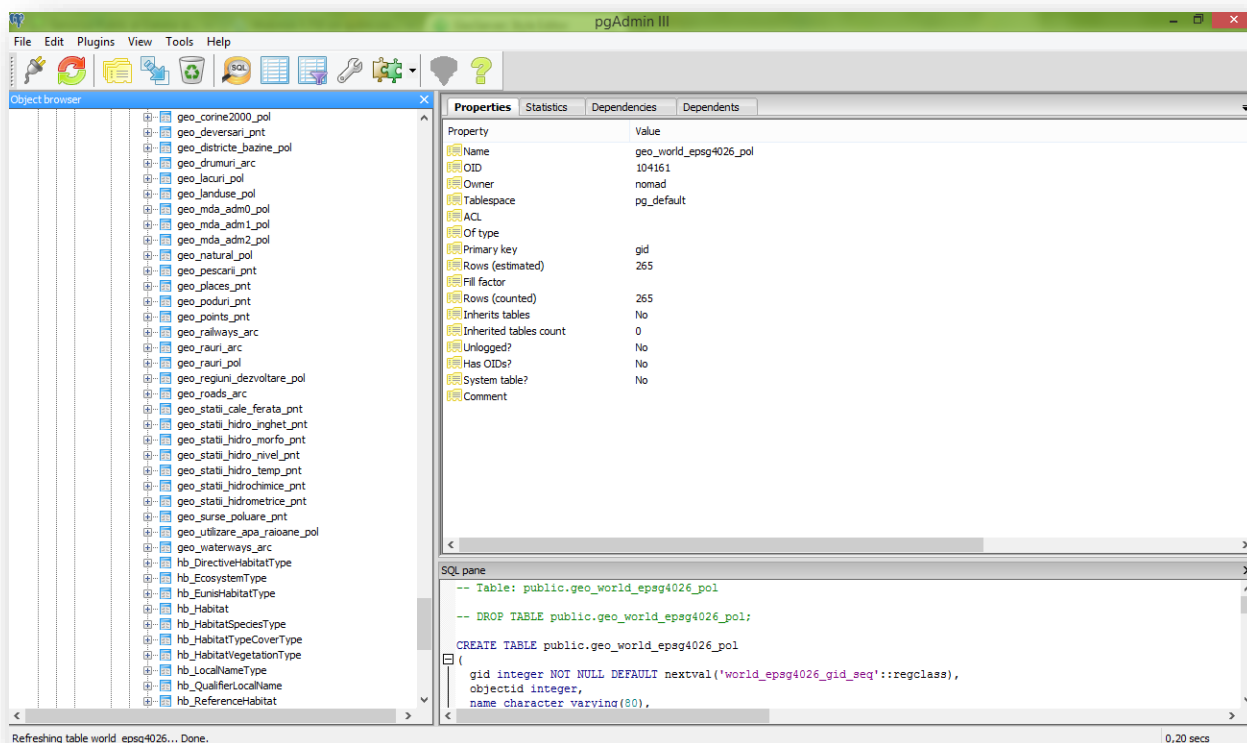 pgAdmin III
File Edit Plugins View Tools Help
SQL
Object browser
geo_corine2000_pol
geo_deversari_pnt
geo_districte_bazine_pol
geo_drumuri_arc
geo_lacuri_pol
geo_landuse_pol
geo_mda_adm0_pol
geo_mda_adm1_pol
geo_mda_adm2_pol
geo_natural_pol
geo_pescarii_pnt
geo_places_pnt
geo_poduri_pnt
geo_points_pnt
geo_railways_arc
geo_rauri_arc
geo_rauri_pol
geo_regiuni_dezvoltare_pol
geo_roads_arc
geo_statii_cale_ferata_pnt
geo_statii_hidro_inghet_pnt
geo_statii_hidro_morfo_pnt
geo_statii_hidro_nivel_pnt
geo_statii_hidro_temp_pnt
geo_statii_hidrochimice_pnt
geo_statii_hidrometrice_pnt
geo_surse_poluare_pnt
geo_utilizare_apa_raioane_pol
geo_waterways_arc
hb_DirectiveHabitatType
hb_EcosystemType
hb_EunisHabitatType
hb_Habitat
hb_HabitatSpeciesType
hb_HabitatTypeCoverType
hb_HabitatVegetationType
hb_LocalNameType
hb_QualifierLocalName
hb_ReferenceHabitat
Properties Statistics Dependencies Dependents
Property Value
Name geo_world_epsg4026_pol
OID 104161
Owner nomad
Tablespace pg_default
ACL
Of type
Primary key gid
Rows (estimated) 265
Fill factor
Rows (counted) 265
Inherits tables No
Inherited tables count 0
Unlogged? No
Has OIDs? No
System table? No
Comment
SQL pane
-- Table: public.geo_world_epsg4026_pol
-- DROP TABLE public.geo_world_epsg4026_pol;
CREATE TABLE public.geo_world_epsg4026_pol
(
gid integer NOT NULL DEFAULT nextval('world_epsg4026_gid_seq'::regclass),
objectid integer,
name character varying(80),
Refreshing table world_epsg4026... Done. 0.20 secs